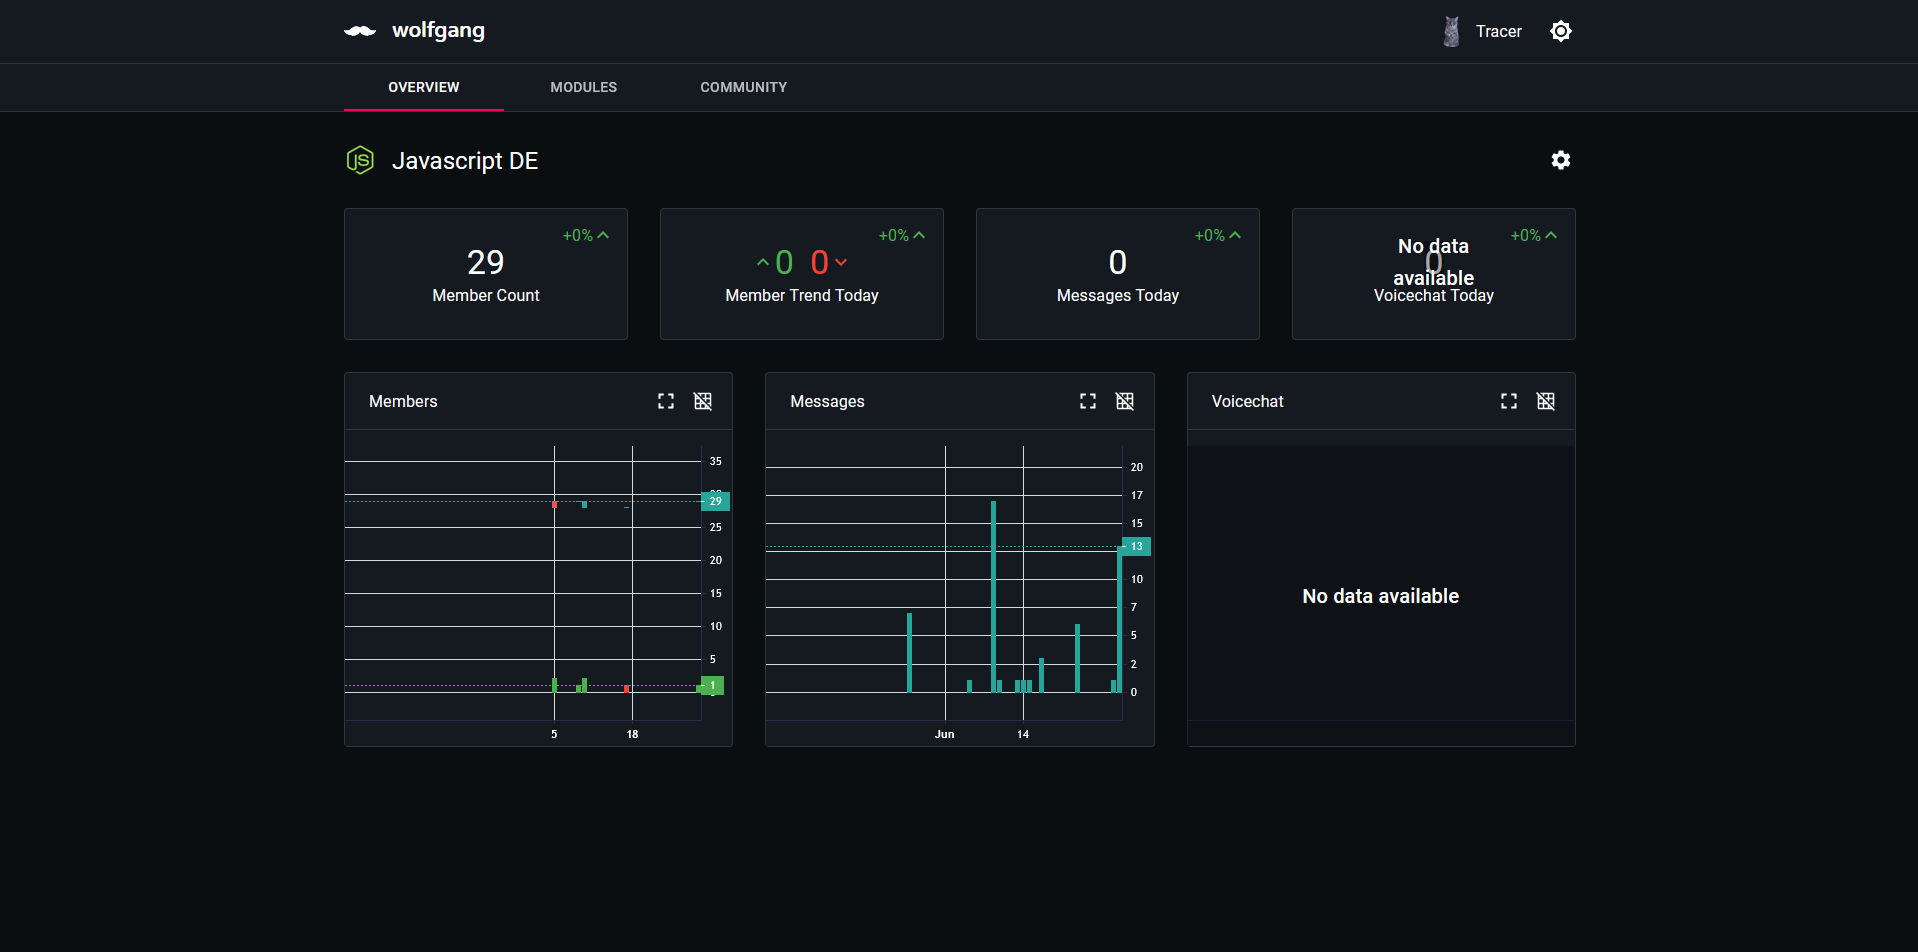 wolfgang
Tracer
OVERVIEW MODULES COMMUNITY
JS Javascript DE
+0%
29
Member Count
+0%
0 0
Member Trend Today
+0%
0
Messages Today
+0%
No data
0
available
Voicechat Today
Members
35
29
25
20
15
10
5
1
5 18
Messages
20
17
15
13
10
7
5
2
0
Jun 14
Voicechat
No data available